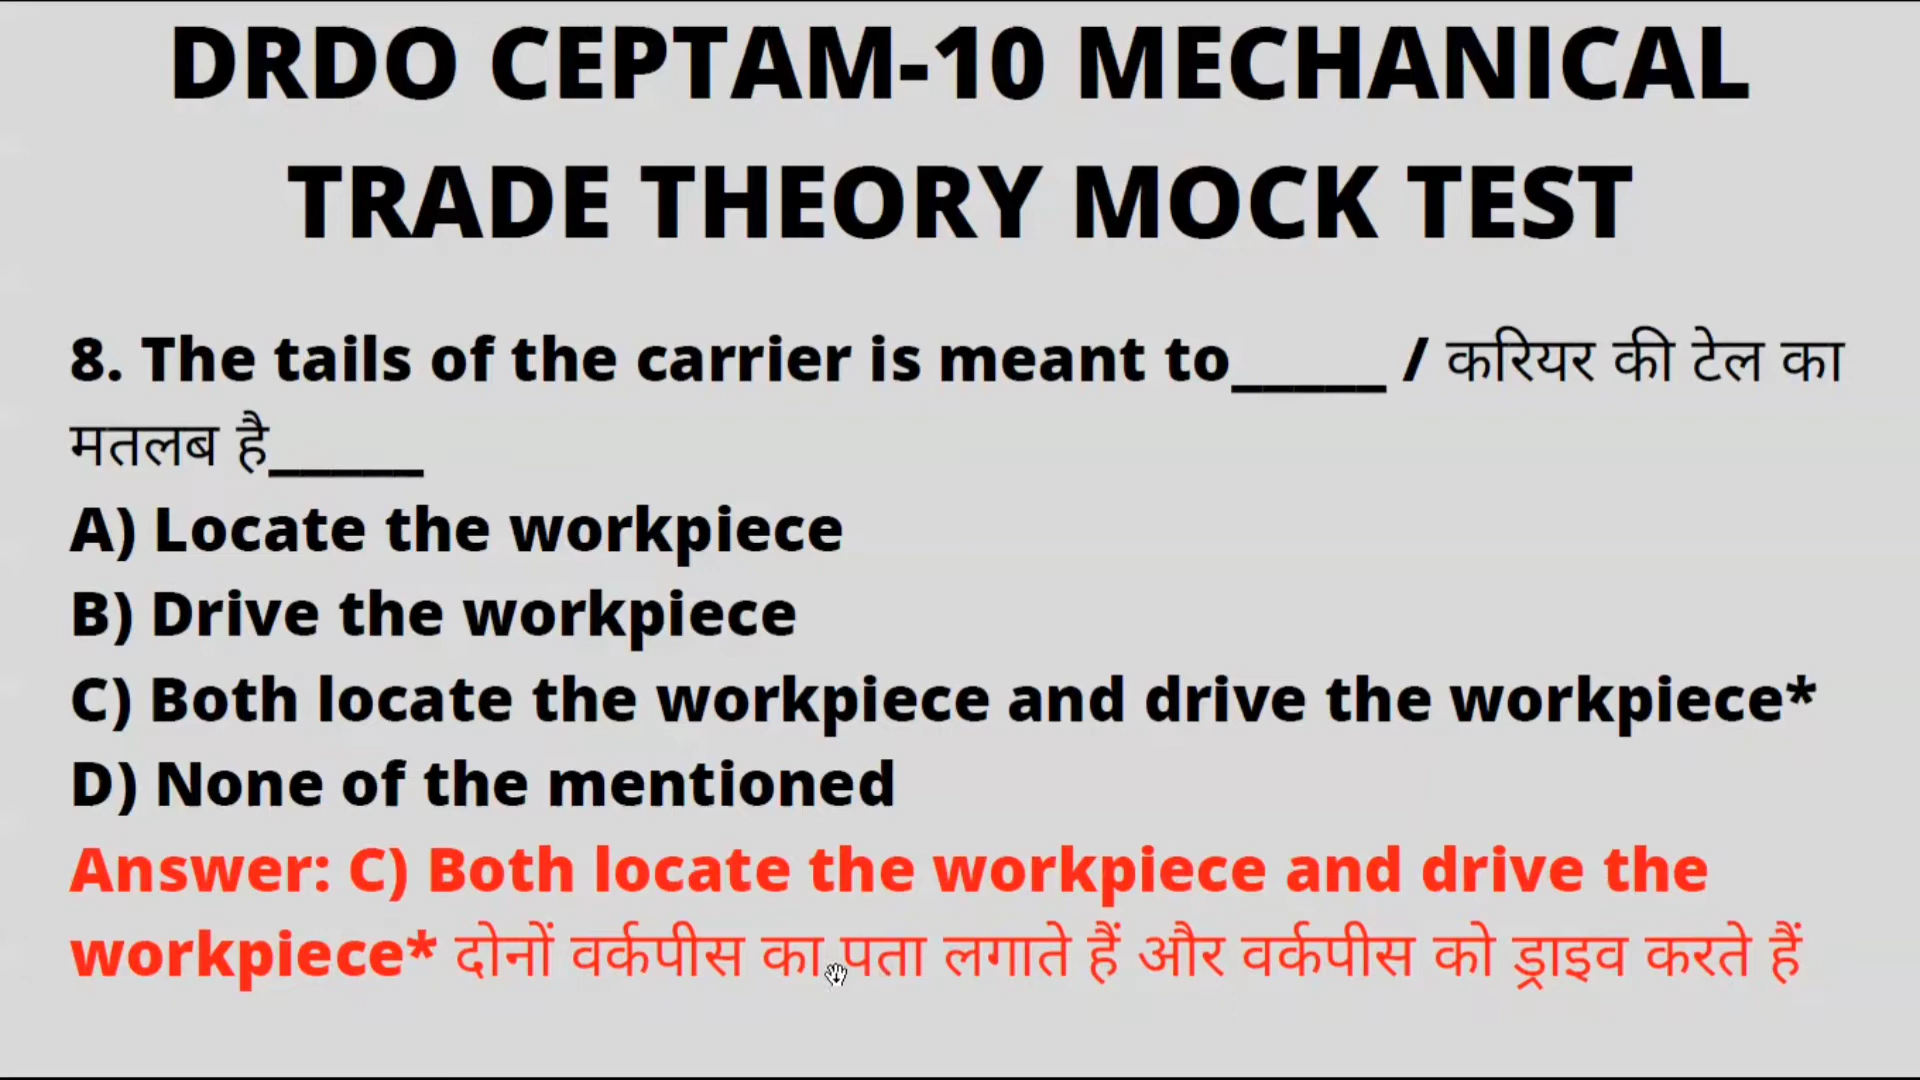 DRDO CEPTAM-10 MECHANICAL
TRADE THEORY MOCK TEST
8. The tails of the carrier is meant to_____ / करियर की टेल का
मतलब है_____
A) Locate the workpiece
B) Drive the workpiece
C) Both locate the workpiece and drive the workpiece*
D) None of the mentioned
Answer: C) Both locate the workpiece and drive the
workpiece* दोनों वर्कपीस का पता लगाते हैं और वर्कपीस को ड्राइव करते हैं